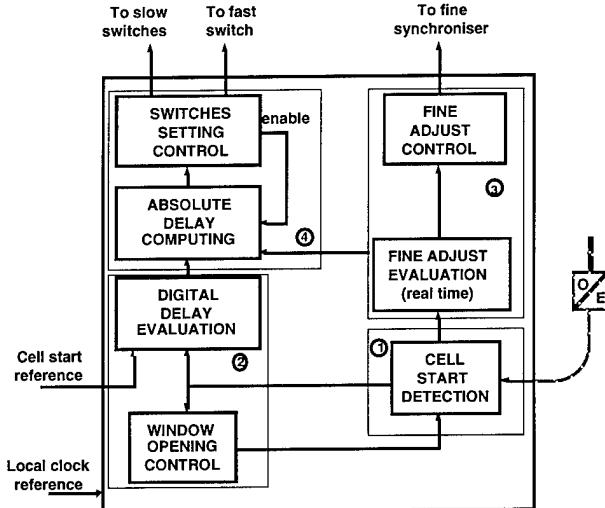 To slow
switches
To fast
switch
To fine
synchroniser
SWITCHES
SETTING
CONTROL
enable
FINE
ADJUST
CONTROL
3
ABSOLUTE
DELAY
COMPUTING
4
FINE ADJUST
EVALUATION
(real time)
DIGITAL
DELAY
EVALUATION
O
E
Cell start
reference
2
1
CELL
START
DETECTION
WINDOW
OPENING
CONTROL
Local clock
reference